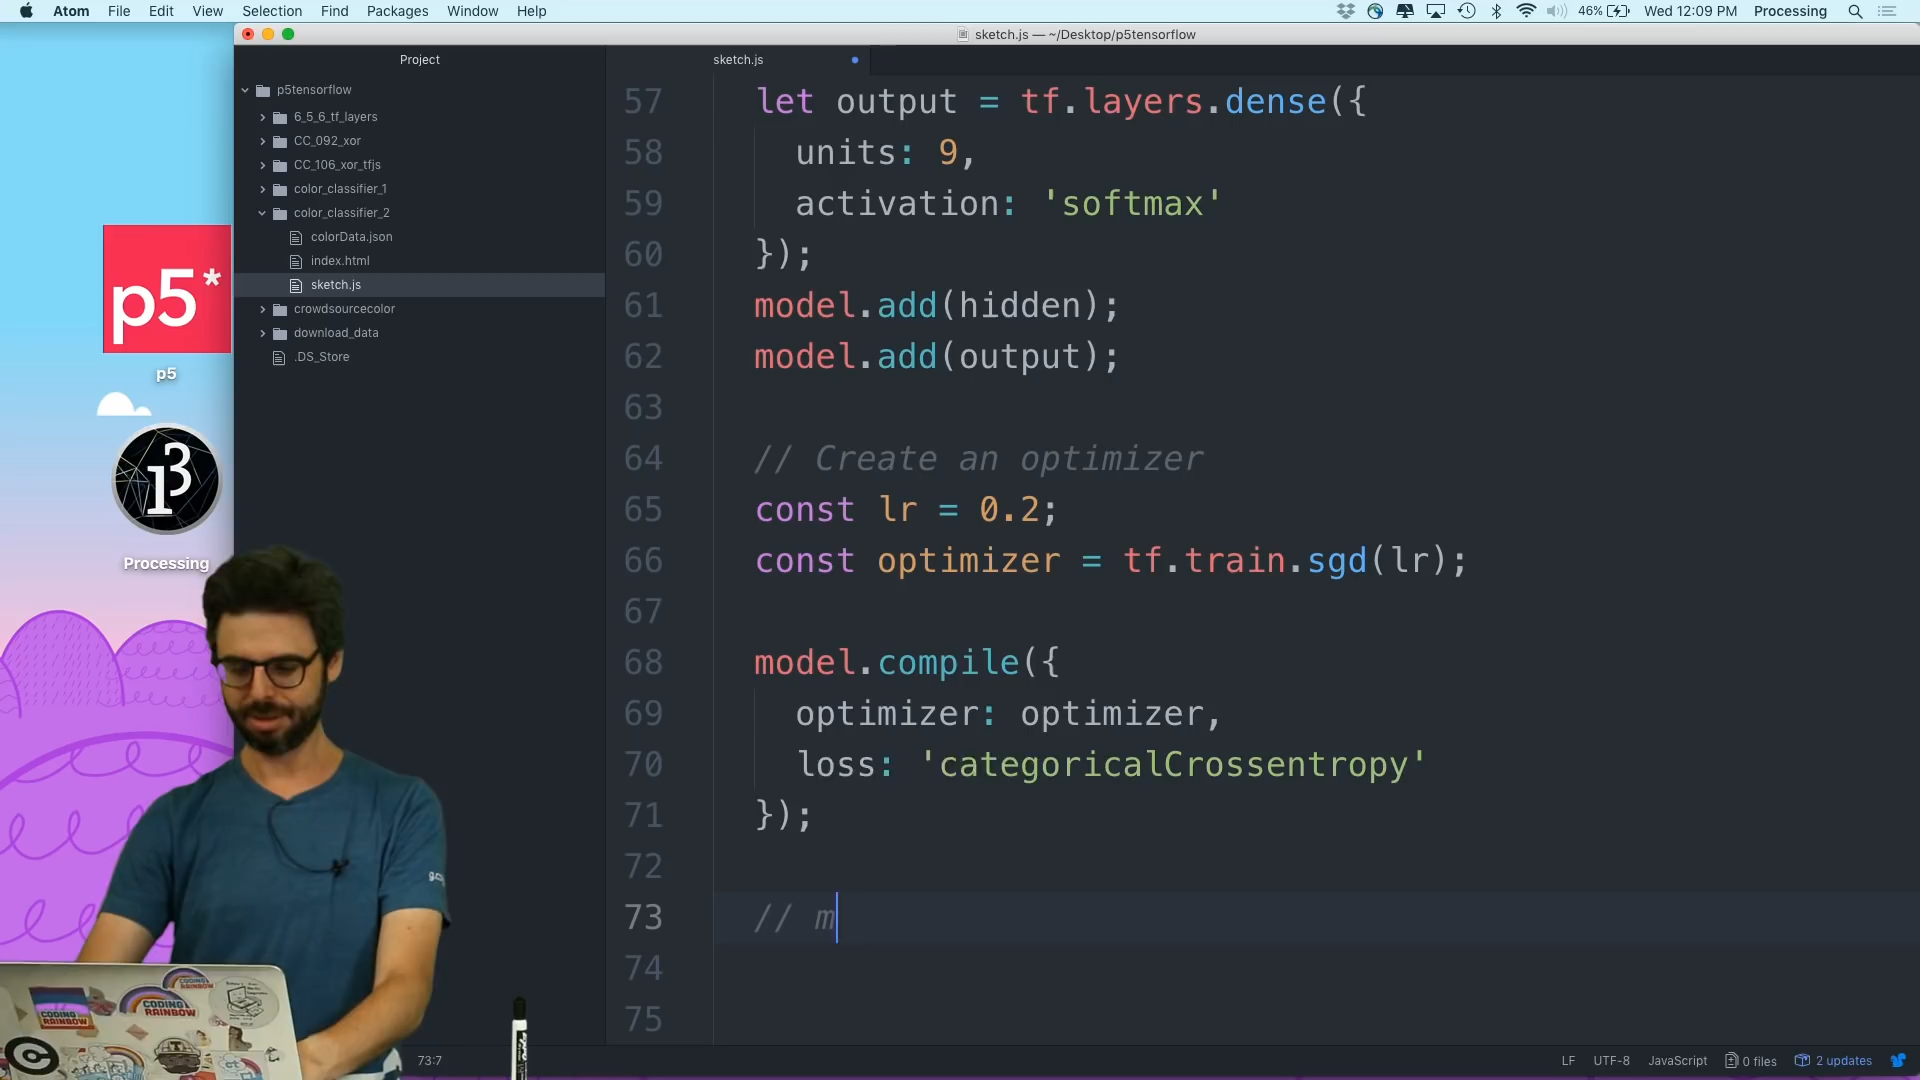 Atom File Edit View Selection Find Packages Window Help
46% Wed 12:09 PM Processing
sketch.js — ~/Desktop/p5tensorflow
Project
sketch.js
p5tensorflow
6_5_6_tf_layers
CC_092_xor
CC_106_xor_tfjs
color_classifier_1
color_classifier_2
colorData.json
index.html
sketch.js
crowdsourcecolor
download_data
.DS_Store
p5*
p5
Processing
57 let output = tf.layers.dense({
58 units: 9,
59 activation: 'softmax'
60 });
61 model.add(hidden);
62 model.add(output);
63
64 // Create an optimizer
65 const lr = 0.2;
66 const optimizer = tf.train.sgd(lr);
67
68 model.compile({
69 optimizer: optimizer,
70 loss: 'categoricalCrossentropy'
71 });
72
73 // m
74
75
CODING
RAINBOW
CODING
RAINBOW
73:7
LF UTF-8 JavaScript 0 files 2 updates